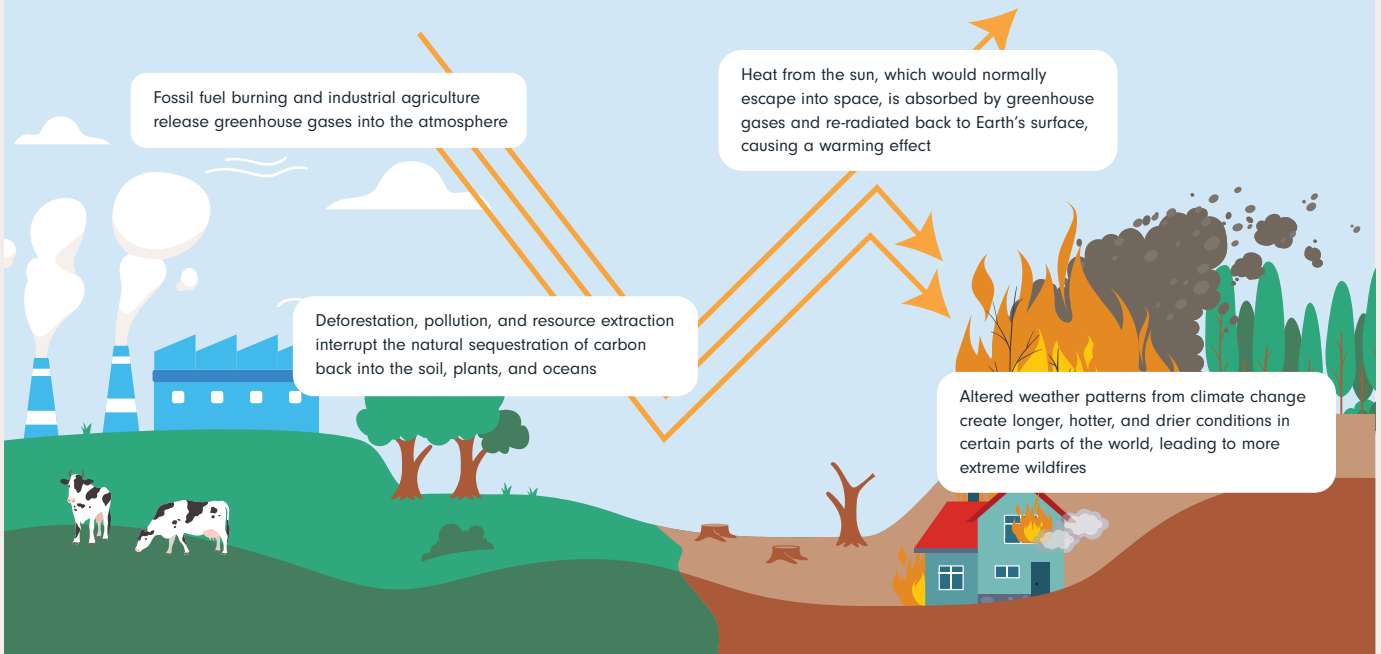 Fossil fuel burning and industrial agriculture
release greenhouse gases into the atmosphere
Heat from the sun, which would normally
escape into space, is absorbed by greenhouse
gases and re-radiated back to Earth’s surface,
causing a warming effect
Deforestation, pollution, and resource extraction
interrupt the natural sequestration of carbon
back into the soil, plants, and oceans
Altered weather patterns from climate change
create longer, hotter, and drier conditions in
certain parts of the world, leading to more
extreme wildfires